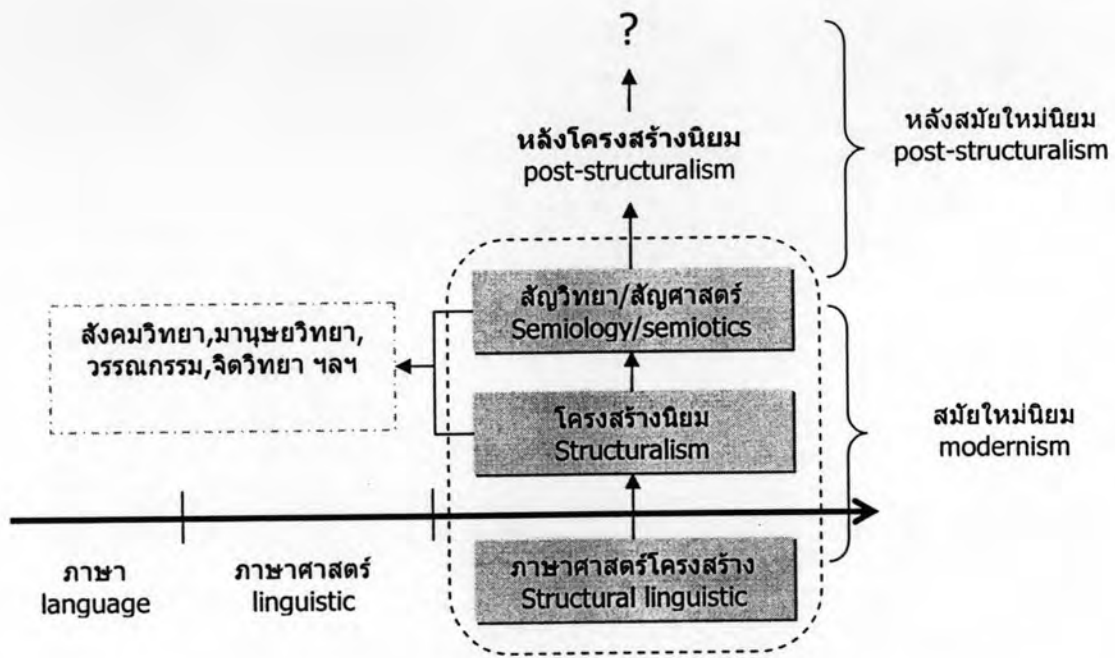 ?
หลังโครงสร้างนิยม
post-structuralism
หลังสมัยใหม่นิยม
post-structuralism
สัญวิทยา/สัญศาสตร์
Semiology/semiotics
สังคมวิทยา,มานุษยวิทยา,
วรรณกรรม,จิตวิทยา ฯลฯ
โครงสร้างนิยม
Structuralism
สมัยใหม่นิยม
modernism
ภาษา
language
ภาษาศาสตร์
linguistic
ภาษาศาสตร์โครงสร้าง
Structural linguistic